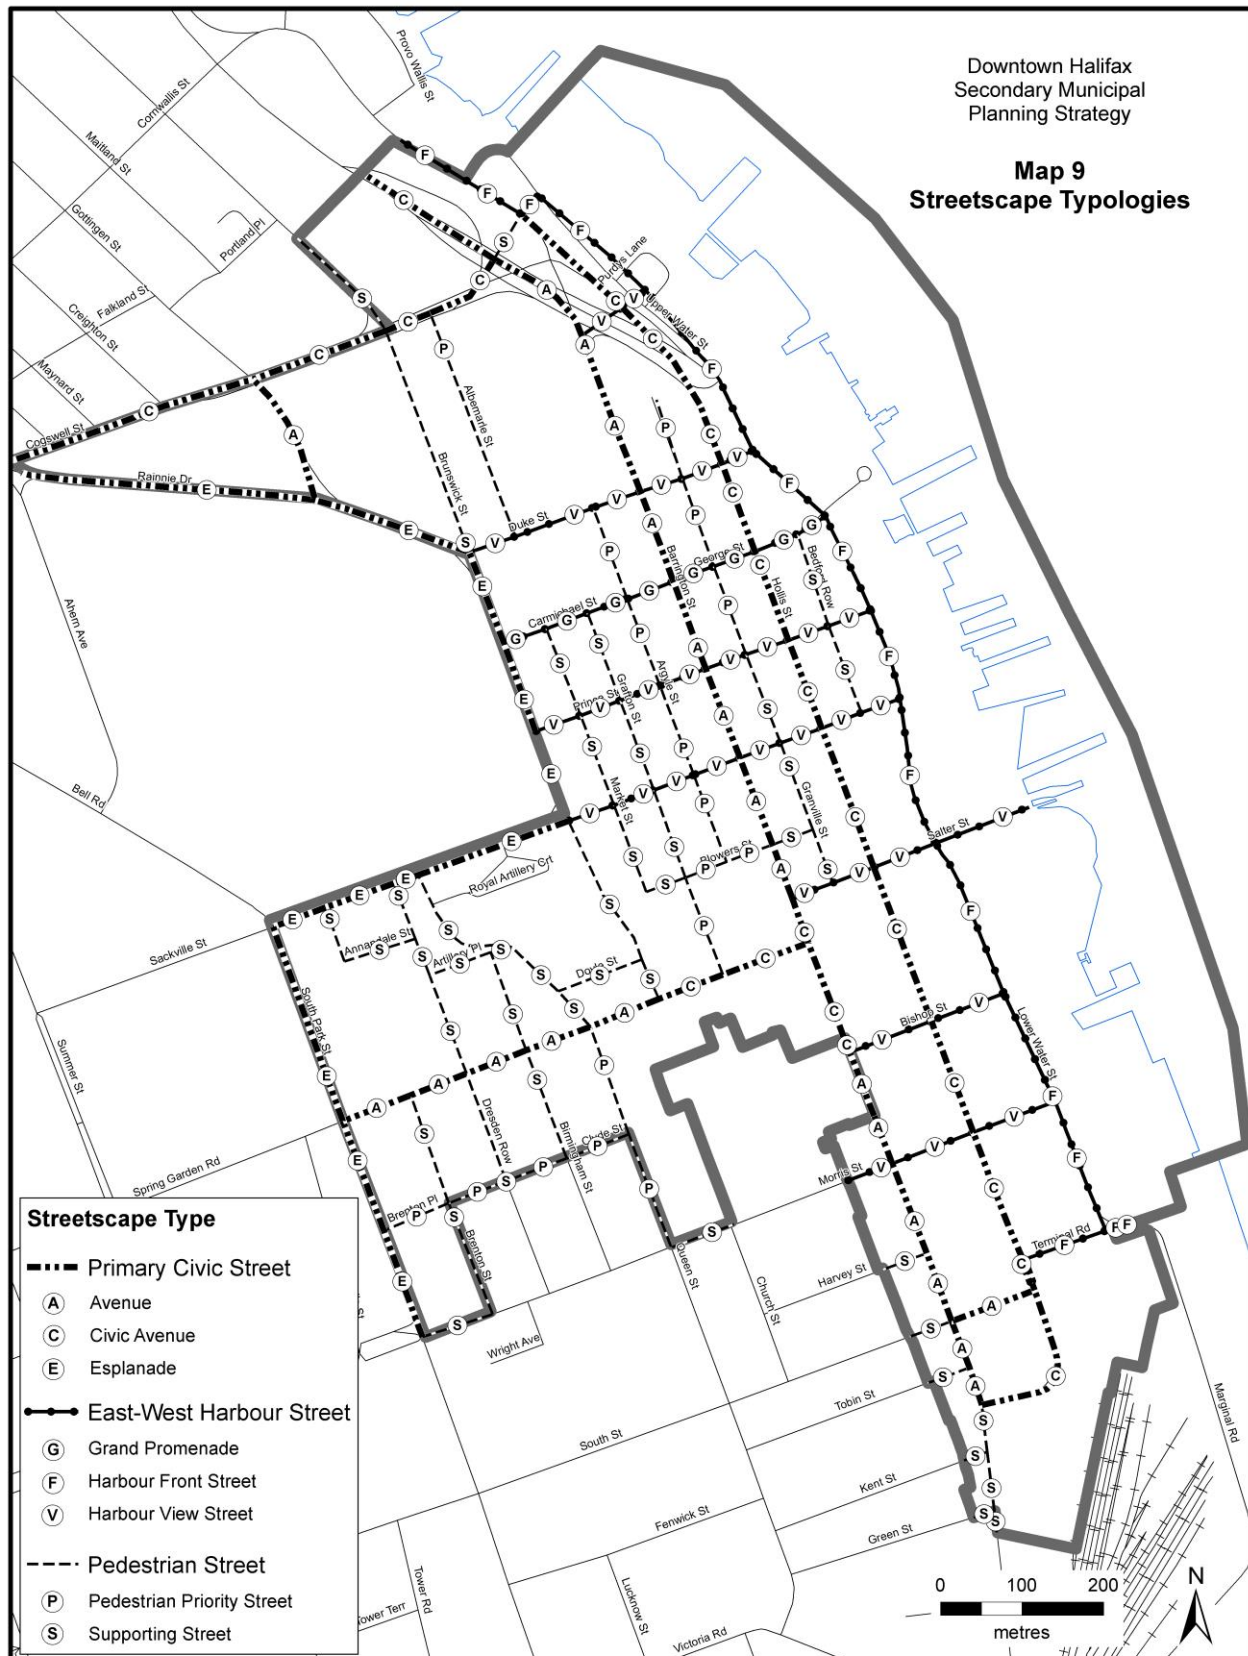 Downtown Halifax
Secondary Municipal
Planning Strategy
Map 9
Streetscape Typologies
Provo Wallis St
Cornwallis St
Maitland St
Gottingen St
Portland Pl
Falkland St
Creighton St
Maynard St
Cogswell St
Rainnie Dr
Purdys Lane
Upper Water St
Albemarle St
Brunswick St
Duke St
Barrington St
George St
Bedford Row
Hollis St
Carmichael St
Ahern Ave
Argyle St
Grafton St
Prince St
Bell Rd
Market St
Granville St
Blowers St
Salter St
Royal Artillery Crt
Sackville St
Annandale St
Artillery Pl
Doyle St
South Park St
Bishop St
Lower Water St
Summer St
Dresden Row
Birmingham St
Clyde St
Spring Garden Rd
Morris St
Brenton Pl
Brenton St
Queen St
Church St
Harvey St
Terminal Rd
Wright Ave
Tobin St
South St
Marginal Rd
Kent St
Fenwick St
Green St
Tower Rd
Lucknow St
Tower Terr
Victoria Rd
Streetscape Type
Primary Civic Street
A Avenue
C Civic Avenue
E Esplanade
East-West Harbour Street
G Grand Promenade
F Harbour Front Street
V Harbour View Street
Pedestrian Street
P Pedestrian Priority Street
S Supporting Street
0 100 200
metres
N